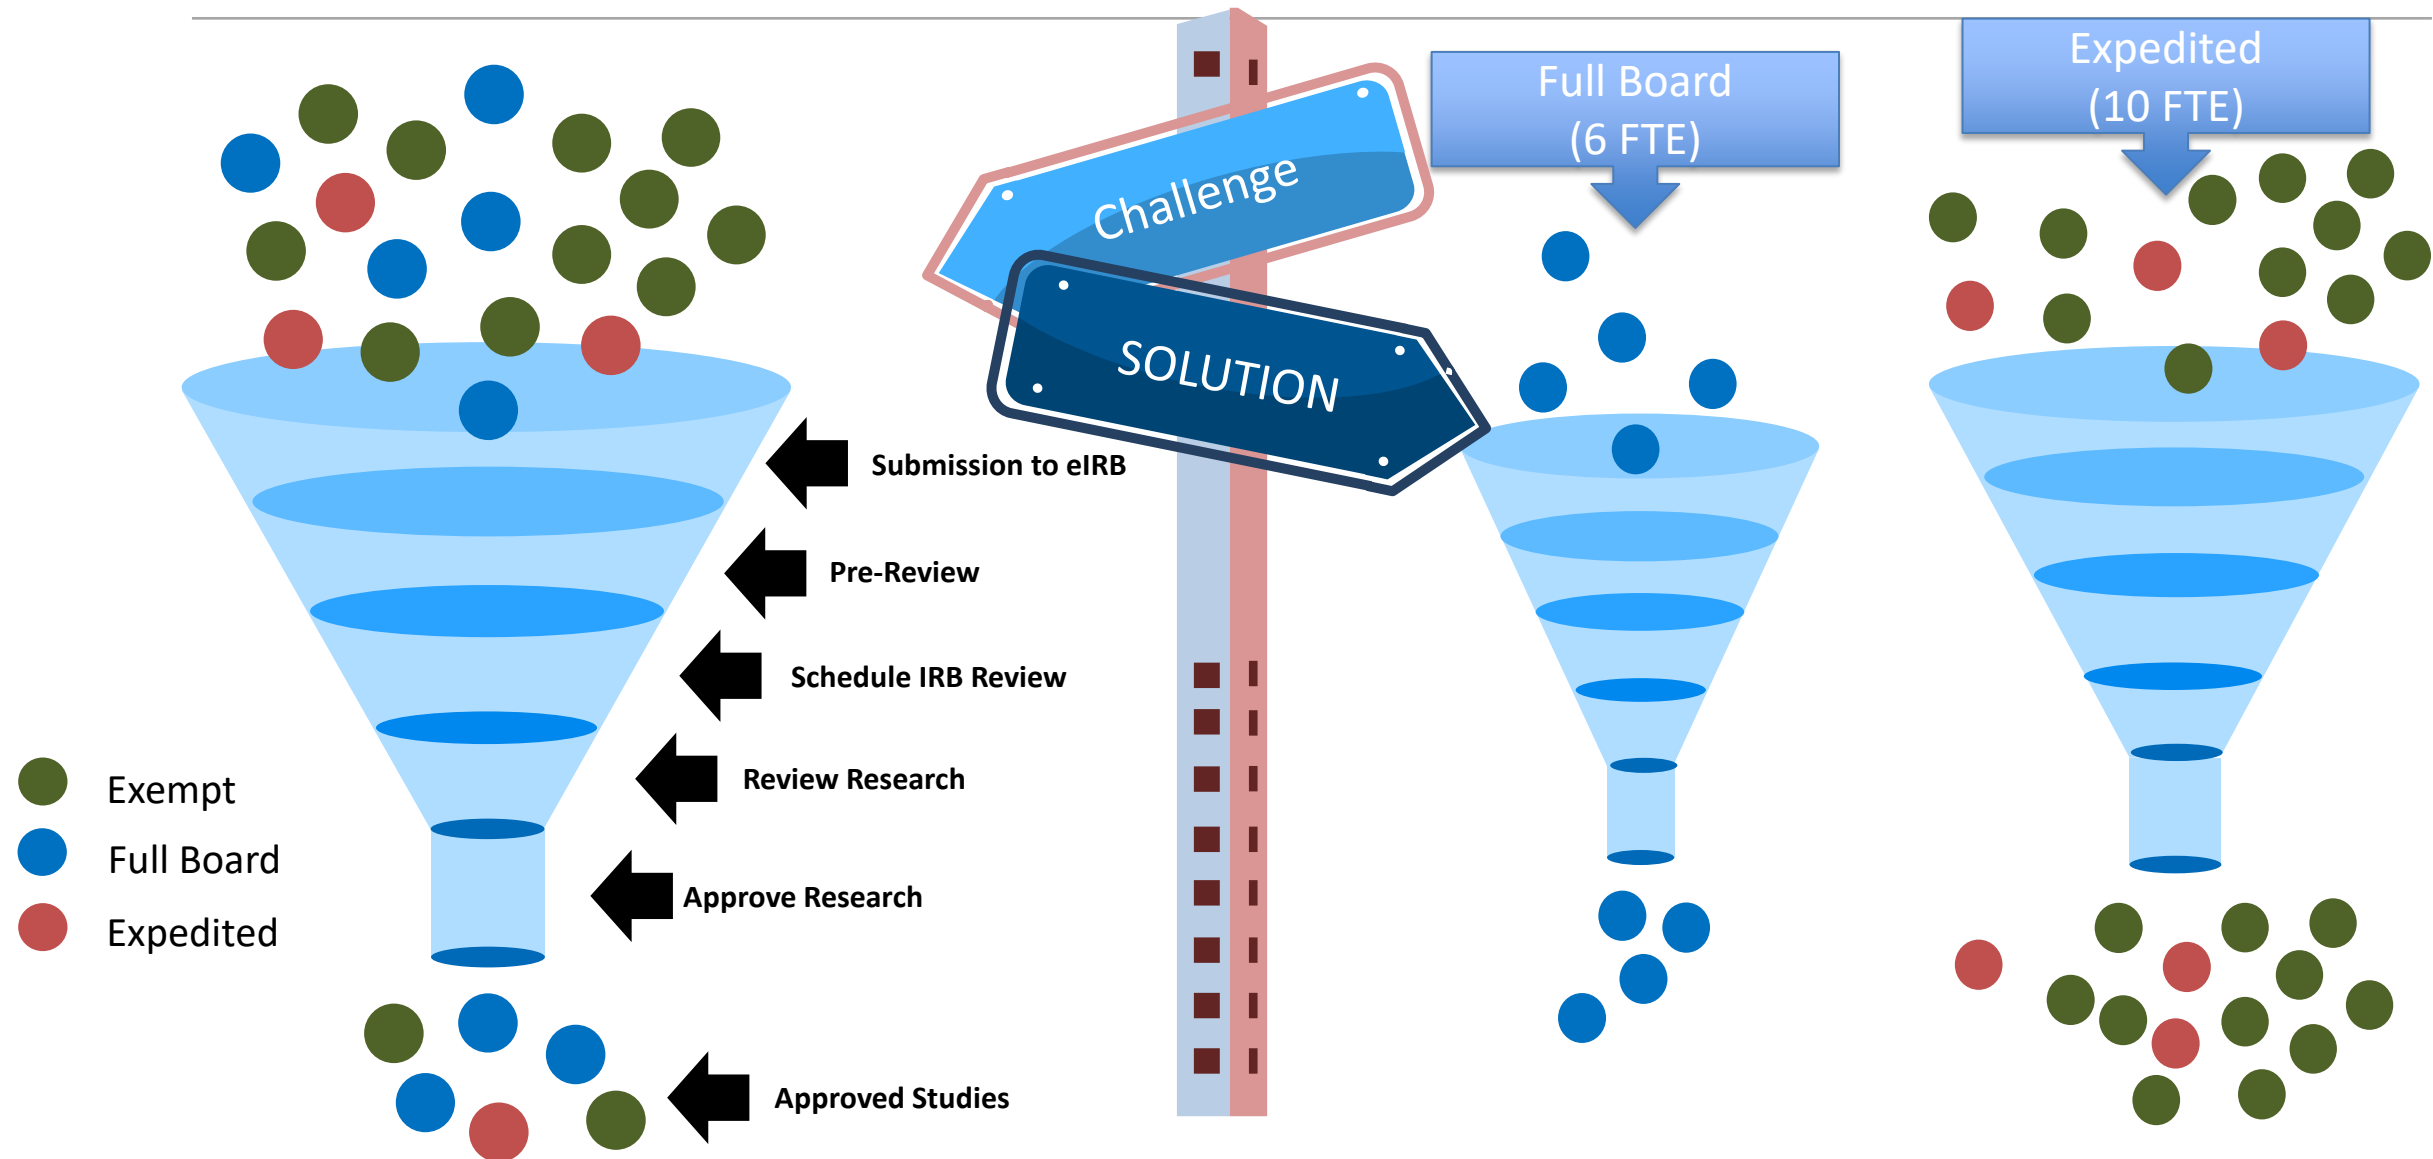 Challenge
SOLUTION
Full Board
(6 FTE)
Expedited
(10 FTE)
Submission to eIRB
Pre-Review
Schedule IRB Review
Review Research
Approve Research
Approved Studies
Exempt
Full Board
Expedited